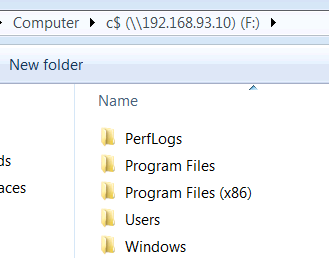 Computer c$ (\\192.168.93.10) (F:)
New folder
Name
PerfLogs
ds Program Files
aces Program Files (x86)
Users
Windows